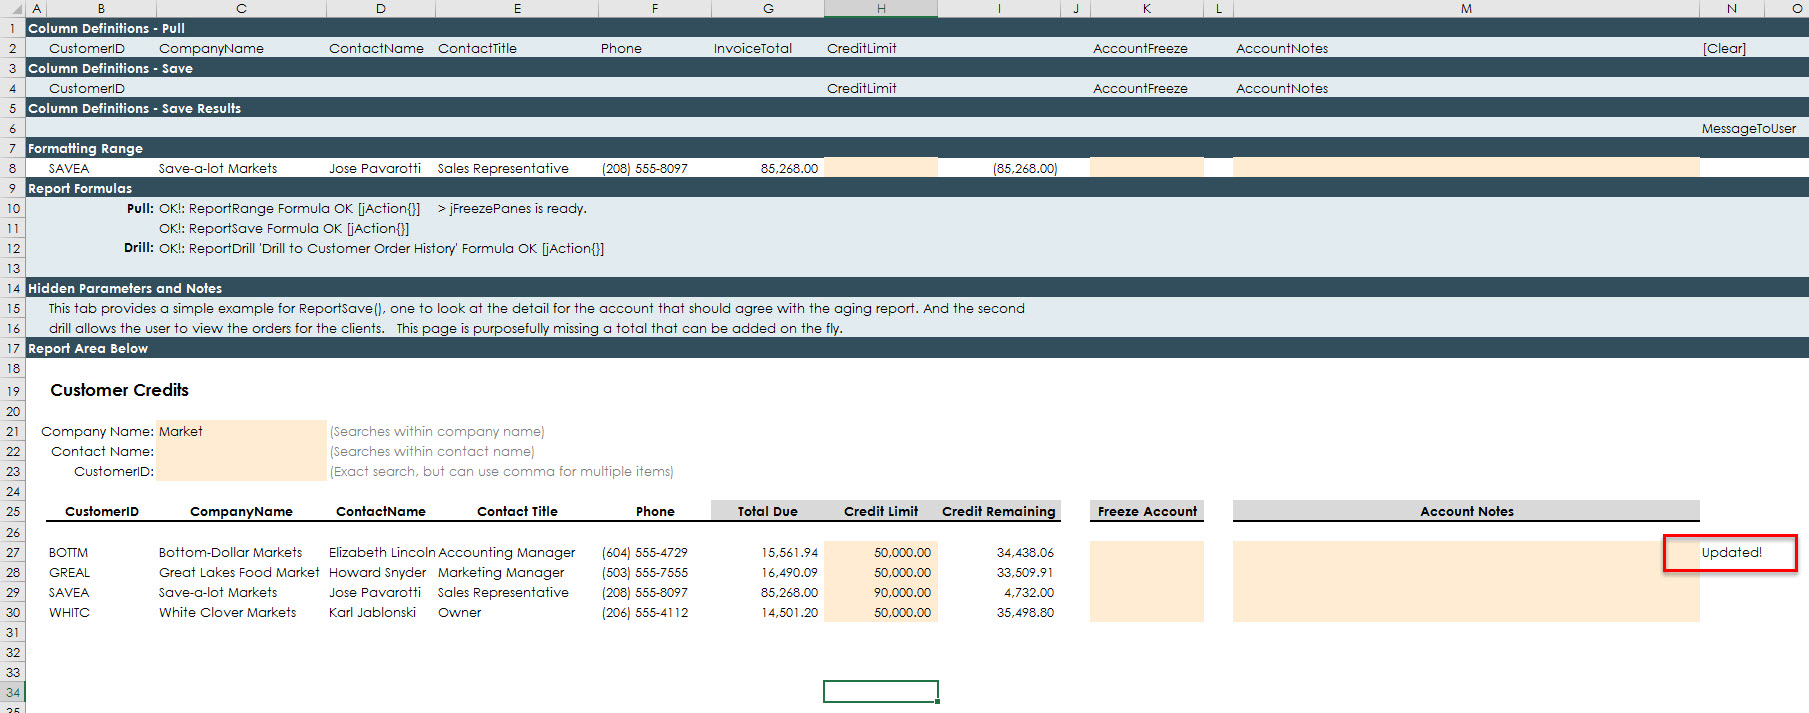 A B C D E F G H I J K L M N O
1 Column Definitions - Pull
2 CustomerID CompanyName ContactName ContactTitle Phone InvoiceTotal CreditLimit AccountFreeze AccountNotes [Clear]
3 Column Definitions - Save
4 CustomerID CreditLimit AccountFreeze AccountNotes
5 Column Definitions - Save Results
6 MessageToUser
7 Formatting Range
8 SAVEA Save-a-lot Markets Jose Pavarotti Sales Representative (208) 555-8097 85,268.00 (85,268.00)
9 Report Formulas
10 Pull: OK!: ReportRange Formula OK [jAction{}] > jFreezePanes is ready.
11 OK!: ReportSave Formula OK [jAction{}]
12 Drill: OK!: ReportDrill 'Drill to Customer Order History' Formula OK [jAction{}]
13
14 Hidden Parameters and Notes
15 This tab provides a simple example for ReportSave(), one to look at the detail for the account that should agree with the aging report. And the second
16 drill allows the user to view the orders for the clients. This page is purposefully missing a total that can be added on the fly.
17 Report Area Below
18
19 Customer Credits
20
21 Company Name: Market (Searches within company name)
22 Contact Name: (Searches within contact name)
23 CustomerID: (Exact search, but can use comma for multiple items)
24
25 CustomerID CompanyName ContactName Contact Title Phone Total Due Credit Limit Credit Remaining Freeze Account Account Notes
26
27 BOTTM Bottom-Dollar Markets Elizabeth Lincoln Accounting Manager (604) 555-4729 15,561.94 50,000.00 34,438.06 Updated!
28 GREAL Great Lakes Food Market Howard Snyder Marketing Manager (503) 555-7555 16,490.09 50,000.00 33,509.91
29 SAVEA Save-a-lot Markets Jose Pavarotti Sales Representative (208) 555-8097 85,268.00 90,000.00 4,732.00
30 WHITC White Clover Markets Karl Jablonski Owner (206) 555-4112 14,501.20 50,000.00 35,498.80
31
32
33
34
35